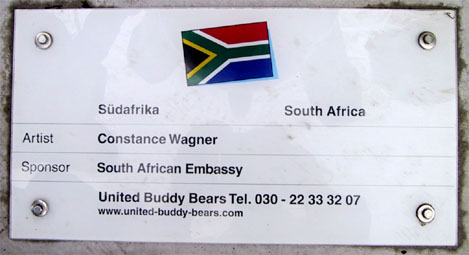 Südafrika South Africa
Artist Constance Wagner
Sponsor South African Embassy
United Buddy Bears Tel. 030 - 22 33 32 07
www.united-buddy-bears.com